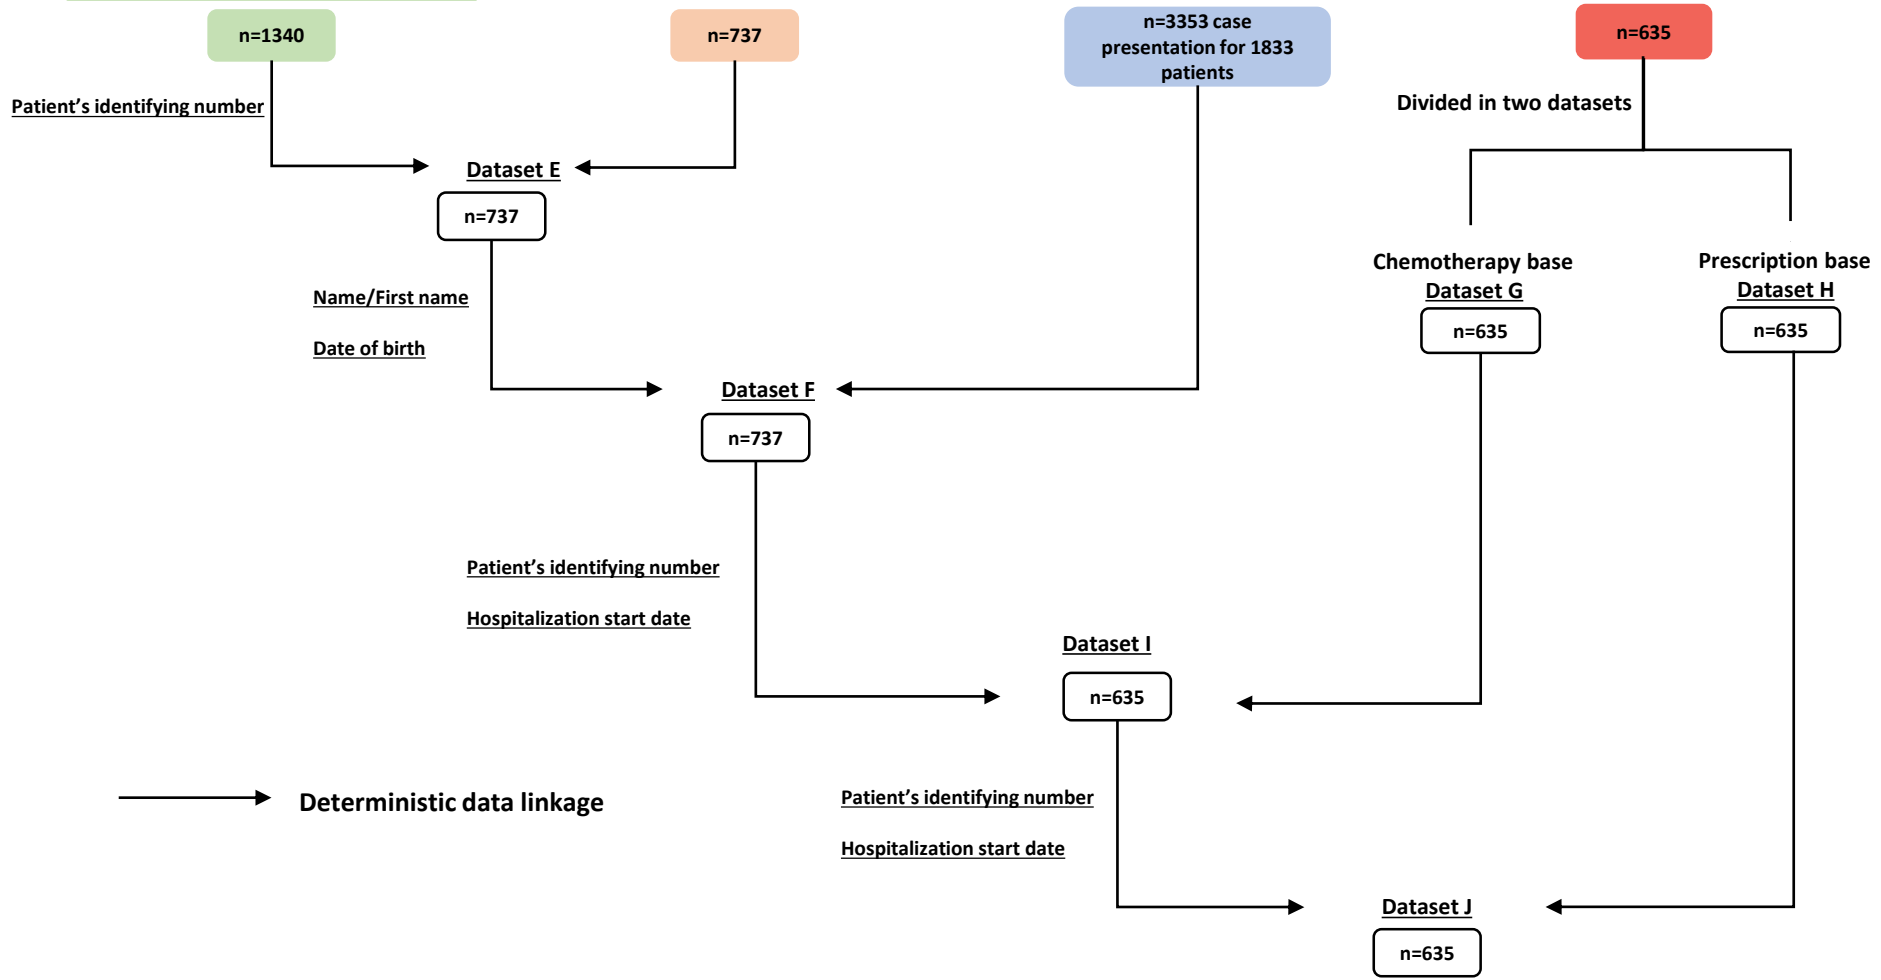 n=1340
n=737
n=3353 case
presentation for 1833
patients
n=635
Patient's identifying number
Divided in two datasets
Dataset E
n=737
Chemotherapy base
Dataset G
n=635
Prescription base
Dataset H
n=635
Name/First name
Date of birth
Dataset F
n=737
Patient's identifying number
Hospitalization start date
Dataset I
n=635
Deterministic data linkage
Patient's identifying number
Hospitalization start date
Dataset J
n=635